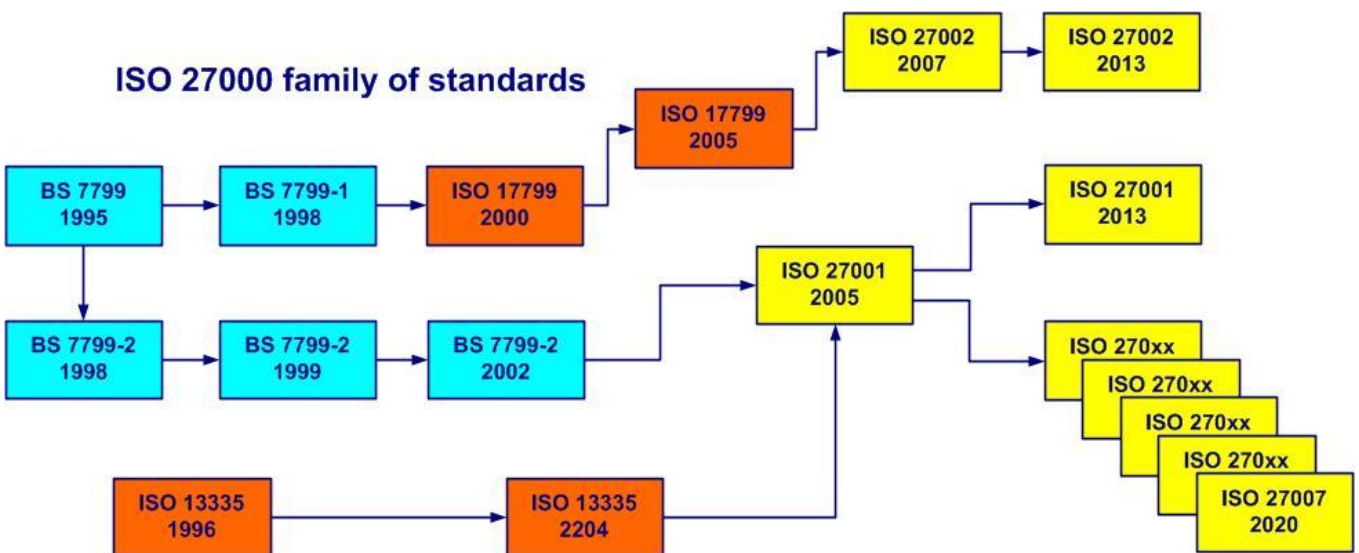 ISO 27000 family of standards
ISO 27002
2007
ISO 27002
2013
ISO 17799
2005
BS 7799
1995
BS 7799-1
1998
ISO 17799
2000
ISO 27001
2013
ISO 27001
2005
BS 7799-2
1998
BS 7799-2
1999
BS 7799-2
2002
ISO 270xx
ISO 270xx
ISO 270xx
ISO 270xx
ISO 27007
2020
ISO 13335
1996
ISO 13335
2204